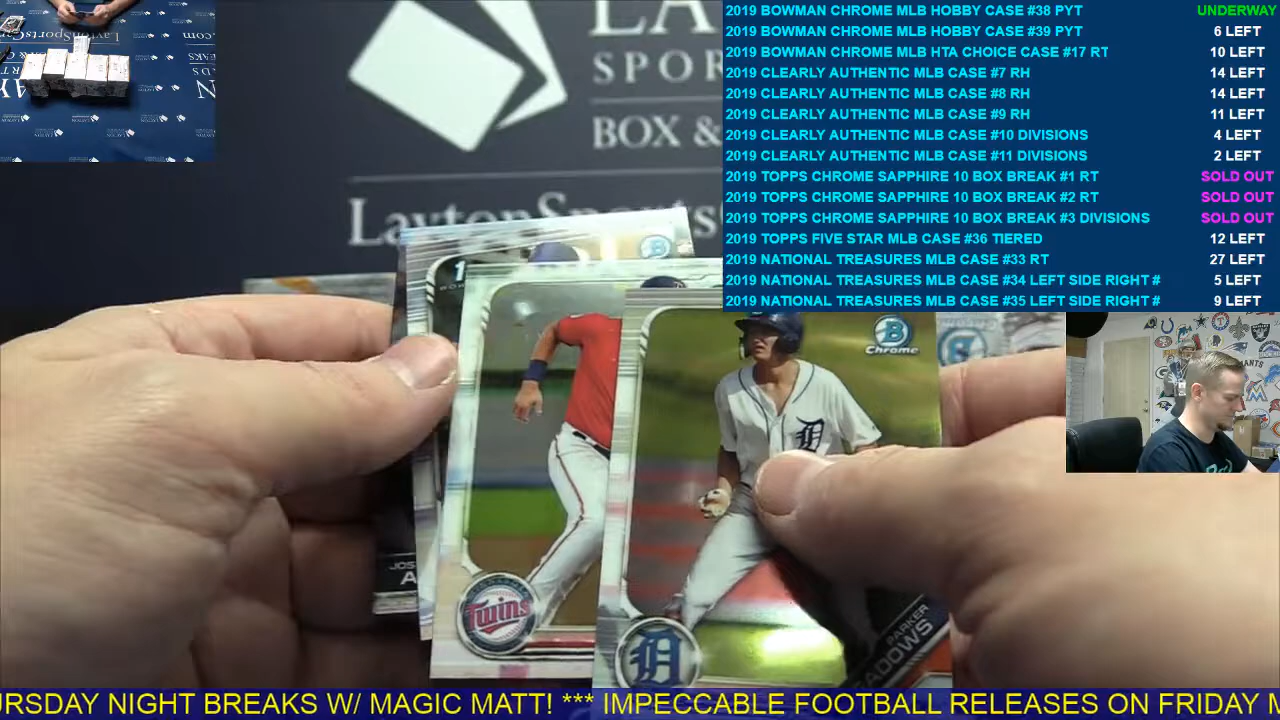 2019 BOWMAN CHROME MLB HOBBY CASE #38 PYT UNDERWAY
2019 BOWMAN CHROME MLB HOBBY CASE #39 PYT 6 LEFT
2019 BOWMAN CHROME MLB HTA CHOICE CASE #17 RT 10 LEFT
2019 CLEARLY AUTHENTIC MLB CASE #7 RH 14 LEFT
2019 CLEARLY AUTHENTIC MLB CASE #8 RH 14 LEFT
2019 CLEARLY AUTHENTIC MLB CASE #9 RH 11 LEFT
2019 CLEARLY AUTHENTIC MLB CASE #10 DIVISIONS 4 LEFT
2019 CLEARLY AUTHENTIC MLB CASE #11 DIVISIONS 2 LEFT
2019 TOPPS CHROME SAPPHIRE 10 BOX BREAK #1 RT SOLD OUT
2019 TOPPS CHROME SAPPHIRE 10 BOX BREAK #2 RT SOLD OUT
2019 TOPPS CHROME SAPPHIRE 10 BOX BREAK #3 DIVISIONS SOLD OUT
2019 TOPPS FIVE STAR MLB CASE #36 TIERED 12 LEFT
2019 NATIONAL TREASURES MLB CASE #33 RT 27 LEFT
2019 NATIONAL TREASURES MLB CASE #34 LEFT SIDE RIGHT # 5 LEFT
2019 NATIONAL TREASURES MLB CASE #35 LEFT SIDE RIGHT # 9 LEFT
LAY
SPOR
BOX &
LaytonSports
Chrome
D
Twins
D
PARKER
ADOWS
JOS
A
URSDAY NIGHT BREAKS W/ MAGIC MATT! *** IMPECCABLE FOOTBALL RELEASES ON FRIDAY M